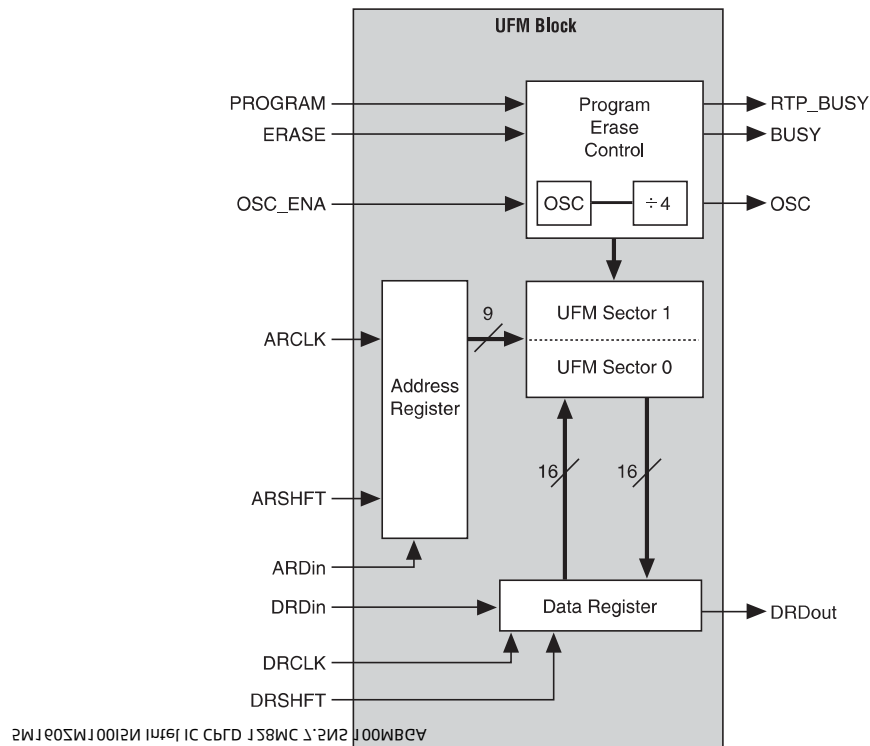 UFM Block
PROGRAM
ERASE
OSC_ENA
Program
Erase
Control
OSC
÷4
RTP_BUSY
BUSY
OSC
ARCLK
ARSHFT
ARDin
Address
Register
9
UFM Sector 1
UFM Sector 0
16
16
DRDin
DRCLK
DRSHFT
Data Register
DRDout
5M160ZM100I5N Intel IC CPLD 128MC 7.5NS 100MBGA